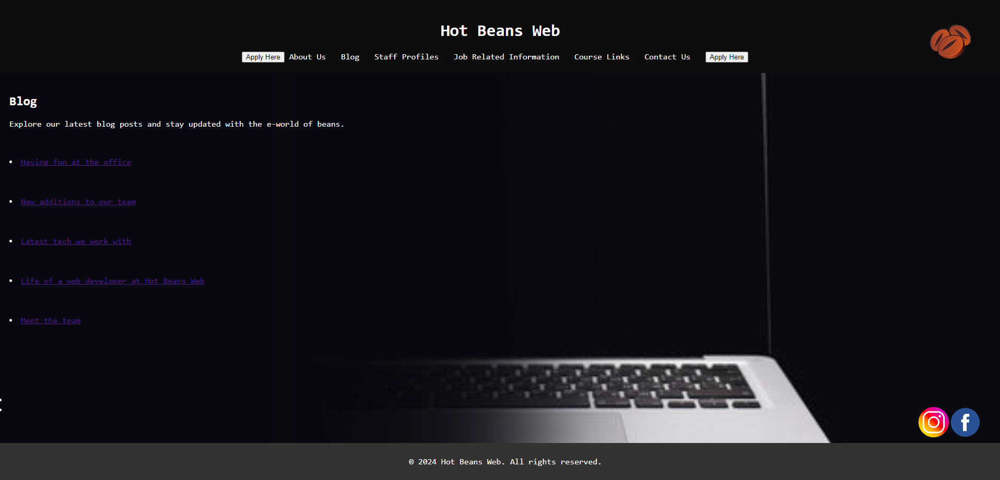 Hot Beans Web
Apply Here About Us Blog Staff Profiles Job Related Information Course Links Contact Us Apply Here
Blog
Explore our latest blog posts and stay updated with the e-world of beans.
• Having fun at the office
• New additions to our team
• Latest tech we work with
• Life of a web developer at Hot Beans Web
• Meet the team
© 2024 Hot Beans Web. All rights reserved.